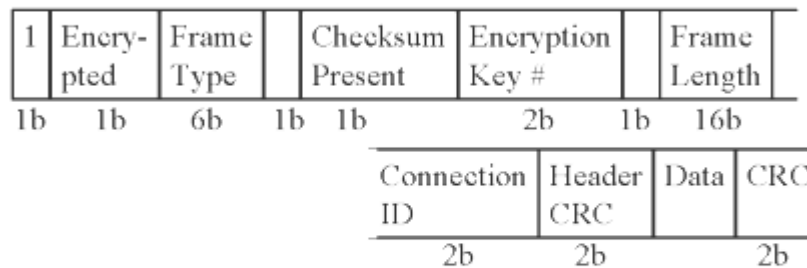 1 Encry- Frame Checksum Encryption Frame
pted Type Present Key # Length
1b 1b 6b 1b 1b 2b 1b 16b
Connection Header Data CRC
ID CRC
2b 2b 2b